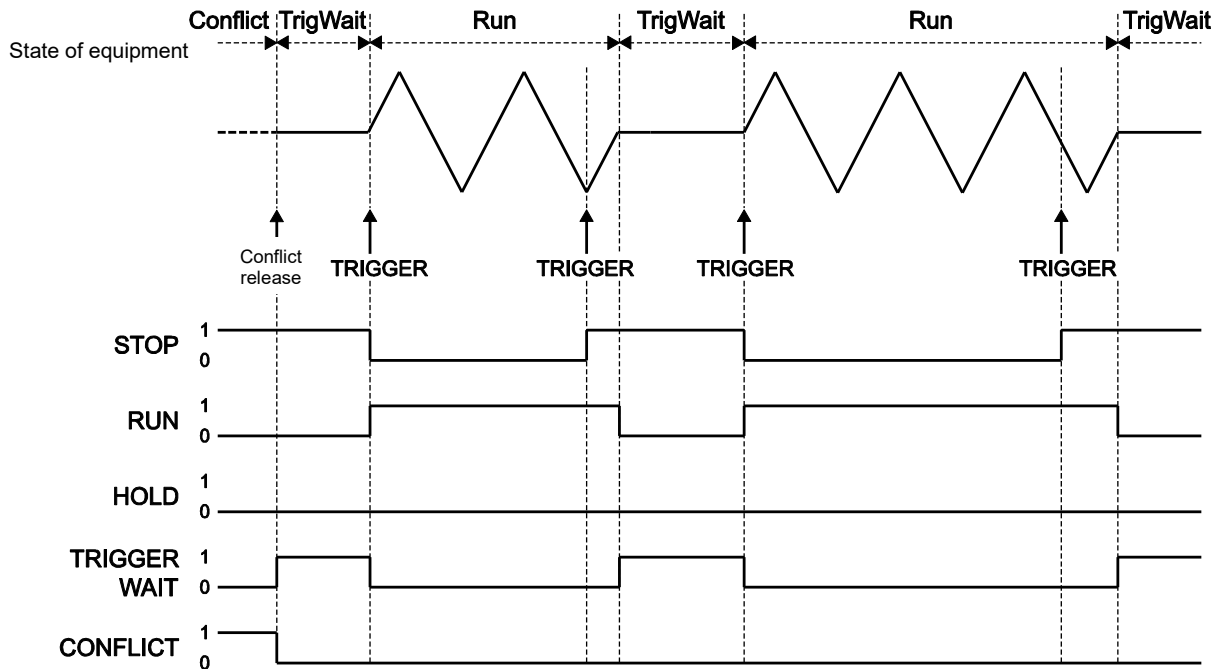 Conflict TrigWait Run TrigWait Run TrigWait
State of equipment
Conflict
release
TRIGGER TRIGGER TRIGGER TRIGGER
STOP 1
0
RUN 1
0
HOLD 1
0
TRIGGER
WAIT 1
0
CONFLICT 1
0